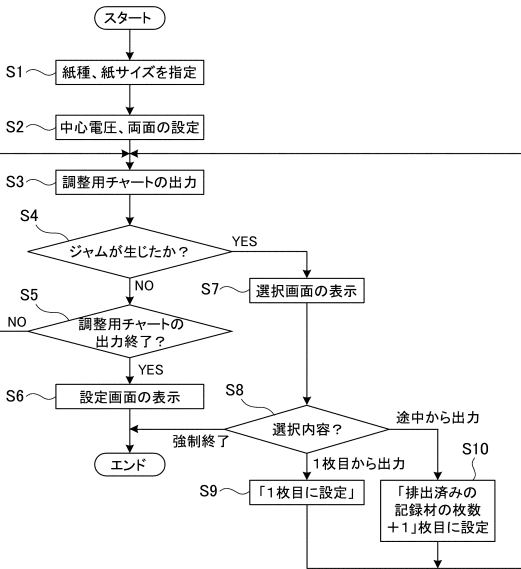 スタート
S1
紙種、紙サイズを指定
S2
中心電圧、両面の設定
S3
調整用チャートの出力
S4
ジャムが生じたか？
YES
NO
S5
調整用チャートの
出力終了？
NO
YES
S6
設定画面の表示
エンド
S7
選択画面の表示
S8
選択内容？
強制終了
途中から出力
1枚目から出力
S9
「1枚目に設定」
S10
「排出済みの
記録材の枚数
＋1」枚目に設定